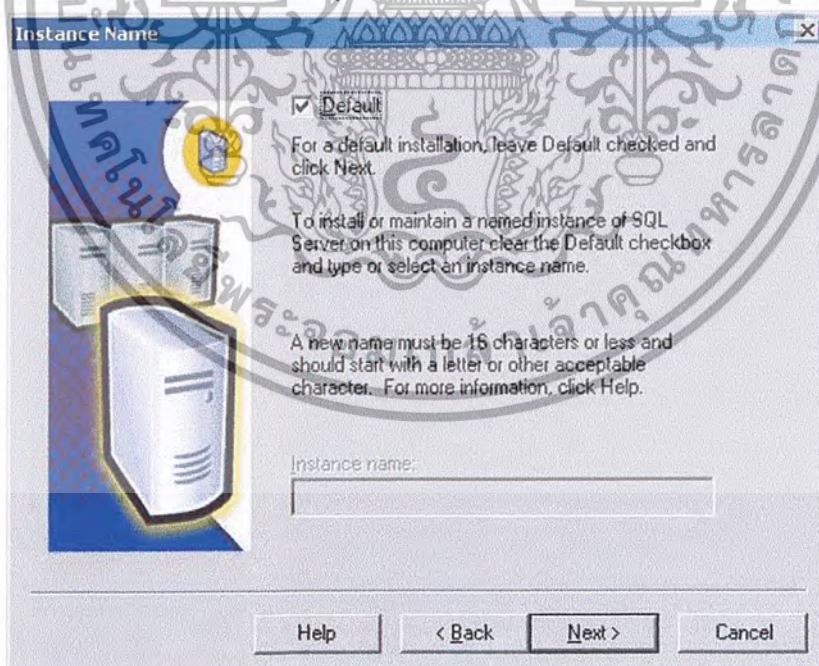 Instance Name
Default
For a default installation, leave Default checked and
click Next.
To install or maintain a named instance of SQL
Server on this computer clear the Default checkbox
and type or select an instance name.
A new name must be 16 characters or less and
should start with a letter or other acceptable
character. For more information, click Help.
Instance name:
Help
< Back
Next >
Cancel